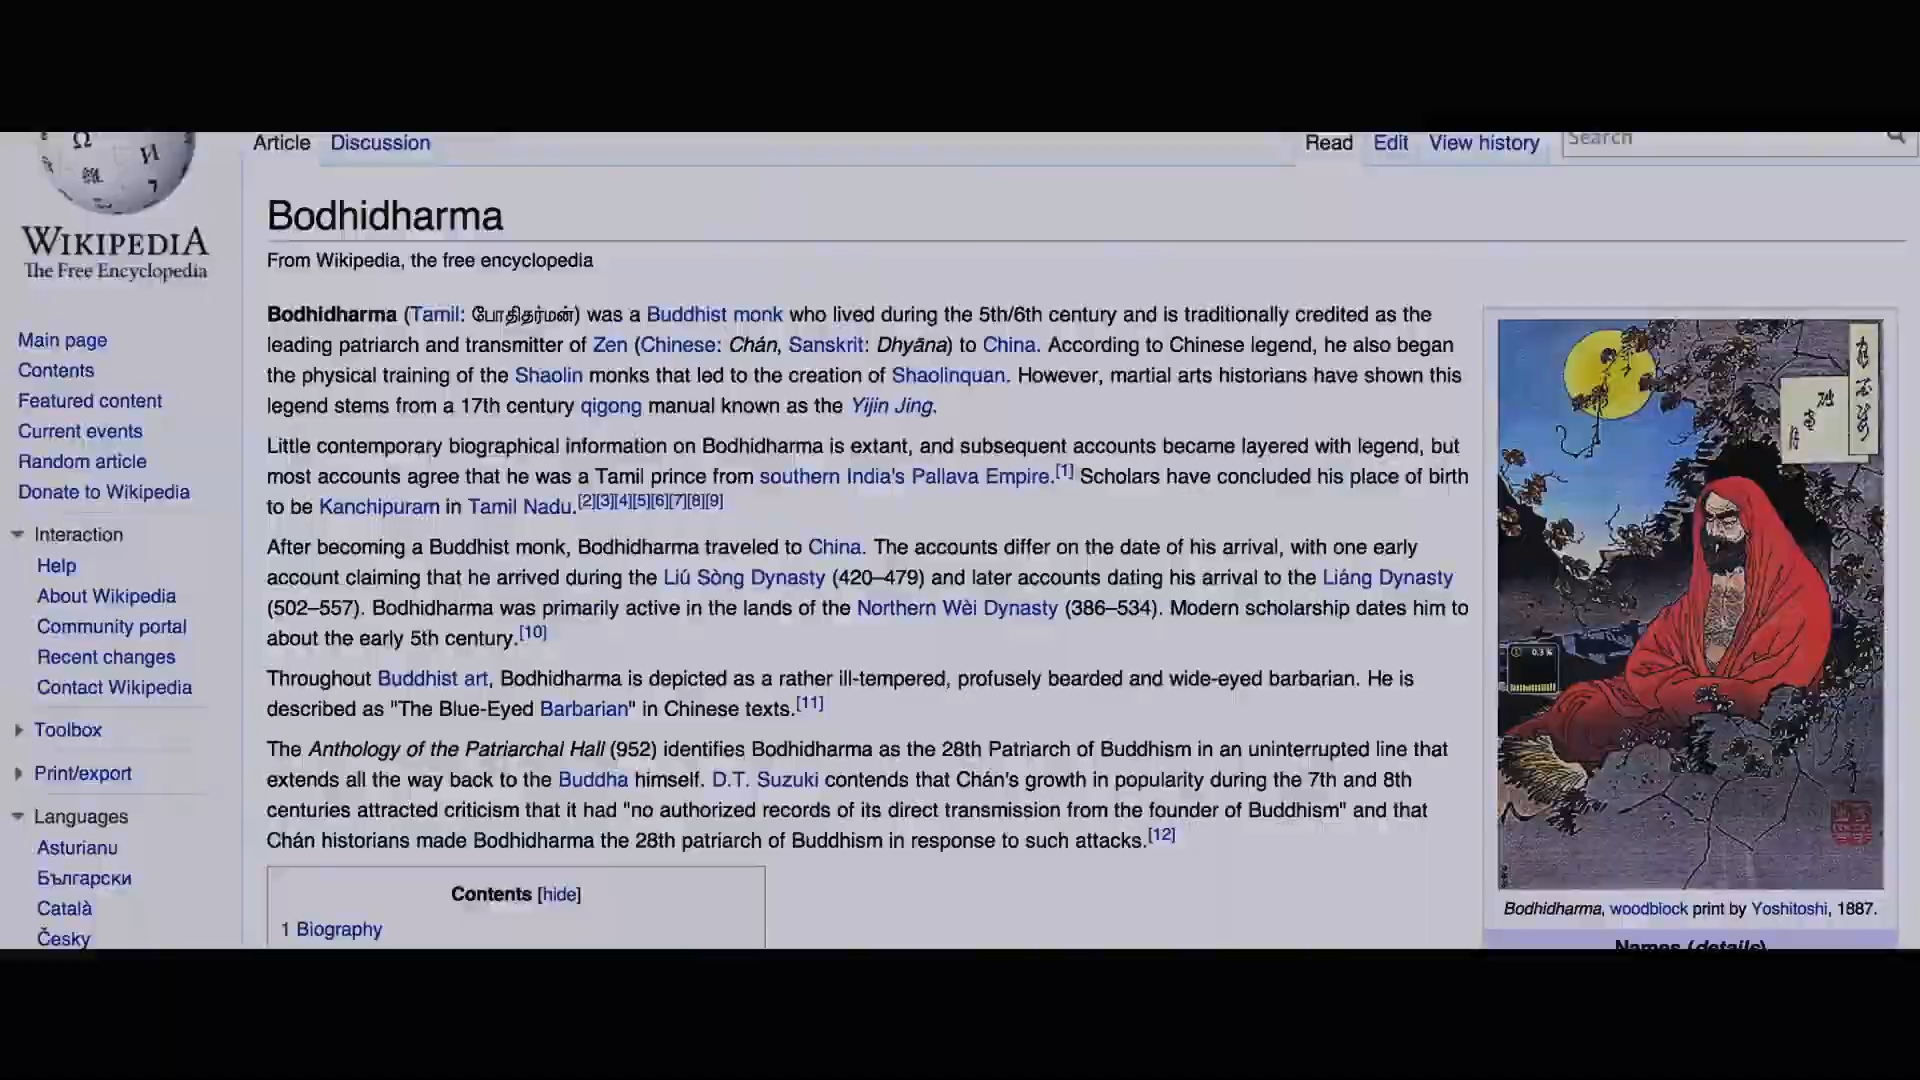 Article Discussion Read Edit View history Search
WIKIPEDIA
The Free Encyclopedia
Main page
Contents
Featured content
Current events
Random article
Donate to Wikipedia
Interaction
Help
About Wikipedia
Community portal
Recent changes
Contact Wikipedia
Toolbox
Print/export
Languages
Asturianu
Български
Català
Česky
Bodhidharma
From Wikipedia, the free encyclopedia
Bodhidharma (Tamil: போதிதர்மன்) was a Buddhist monk who lived during the 5th/6th century and is traditionally credited as the
leading patriarch and transmitter of Zen (Chinese: Chán, Sanskrit: Dhyāna) to China. According to Chinese legend, he also began
the physical training of the Shaolin monks that led to the creation of Shaolinquan. However, martial arts historians have shown this
legend stems from a 17th century qigong manual known as the Yijin Jing.
Little contemporary biographical information on Bodhidharma is extant, and subsequent accounts became layered with legend, but
most accounts agree that he was a Tamil prince from southern India's Pallava Empire.[1] Scholars have concluded his place of birth
to be Kanchipuram in Tamil Nadu.[2][3][4][5][6][7][8][9]
After becoming a Buddhist monk, Bodhidharma traveled to China. The accounts differ on the date of his arrival, with one early
account claiming that he arrived during the Liú Sòng Dynasty (420–479) and later accounts dating his arrival to the Liáng Dynasty
(502–557). Bodhidharma was primarily active in the lands of the Northern Wèi Dynasty (386–534). Modern scholarship dates him to
about the early 5th century.[10]
Throughout Buddhist art, Bodhidharma is depicted as a rather ill-tempered, profusely bearded and wide-eyed barbarian. He is
described as "The Blue-Eyed Barbarian" in Chinese texts.[11]
The Anthology of the Patriarchal Hall (952) identifies Bodhidharma as the 28th Patriarch of Buddhism in an uninterrupted line that
extends all the way back to the Buddha himself. D.T. Suzuki contends that Chán's growth in popularity during the 7th and 8th
centuries attracted criticism that it had "no authorized records of its direct transmission from the founder of Buddhism" and that
Chán historians made Bodhidharma the 28th patriarch of Buddhism in response to such attacks.[12]
Contents [hide]
1 Biography
0.3 %
Bodhidharma, woodblock print by Yoshitoshi, 1887.
Names (details)